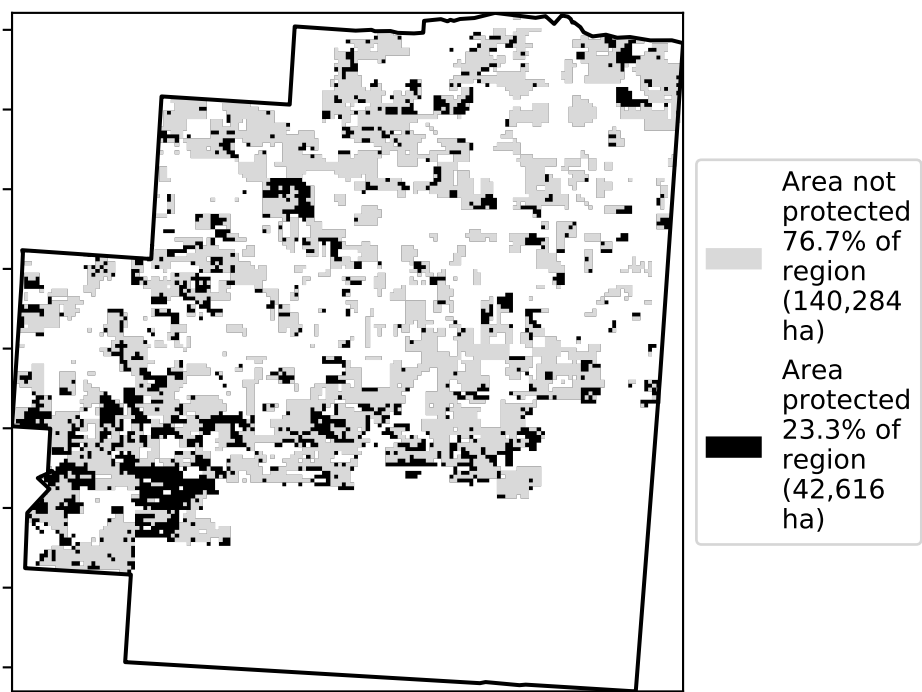 Area not
protected
76.7% of
region
(140,284
ha)
Area
protected
23.3% of
region
(42,616
ha)